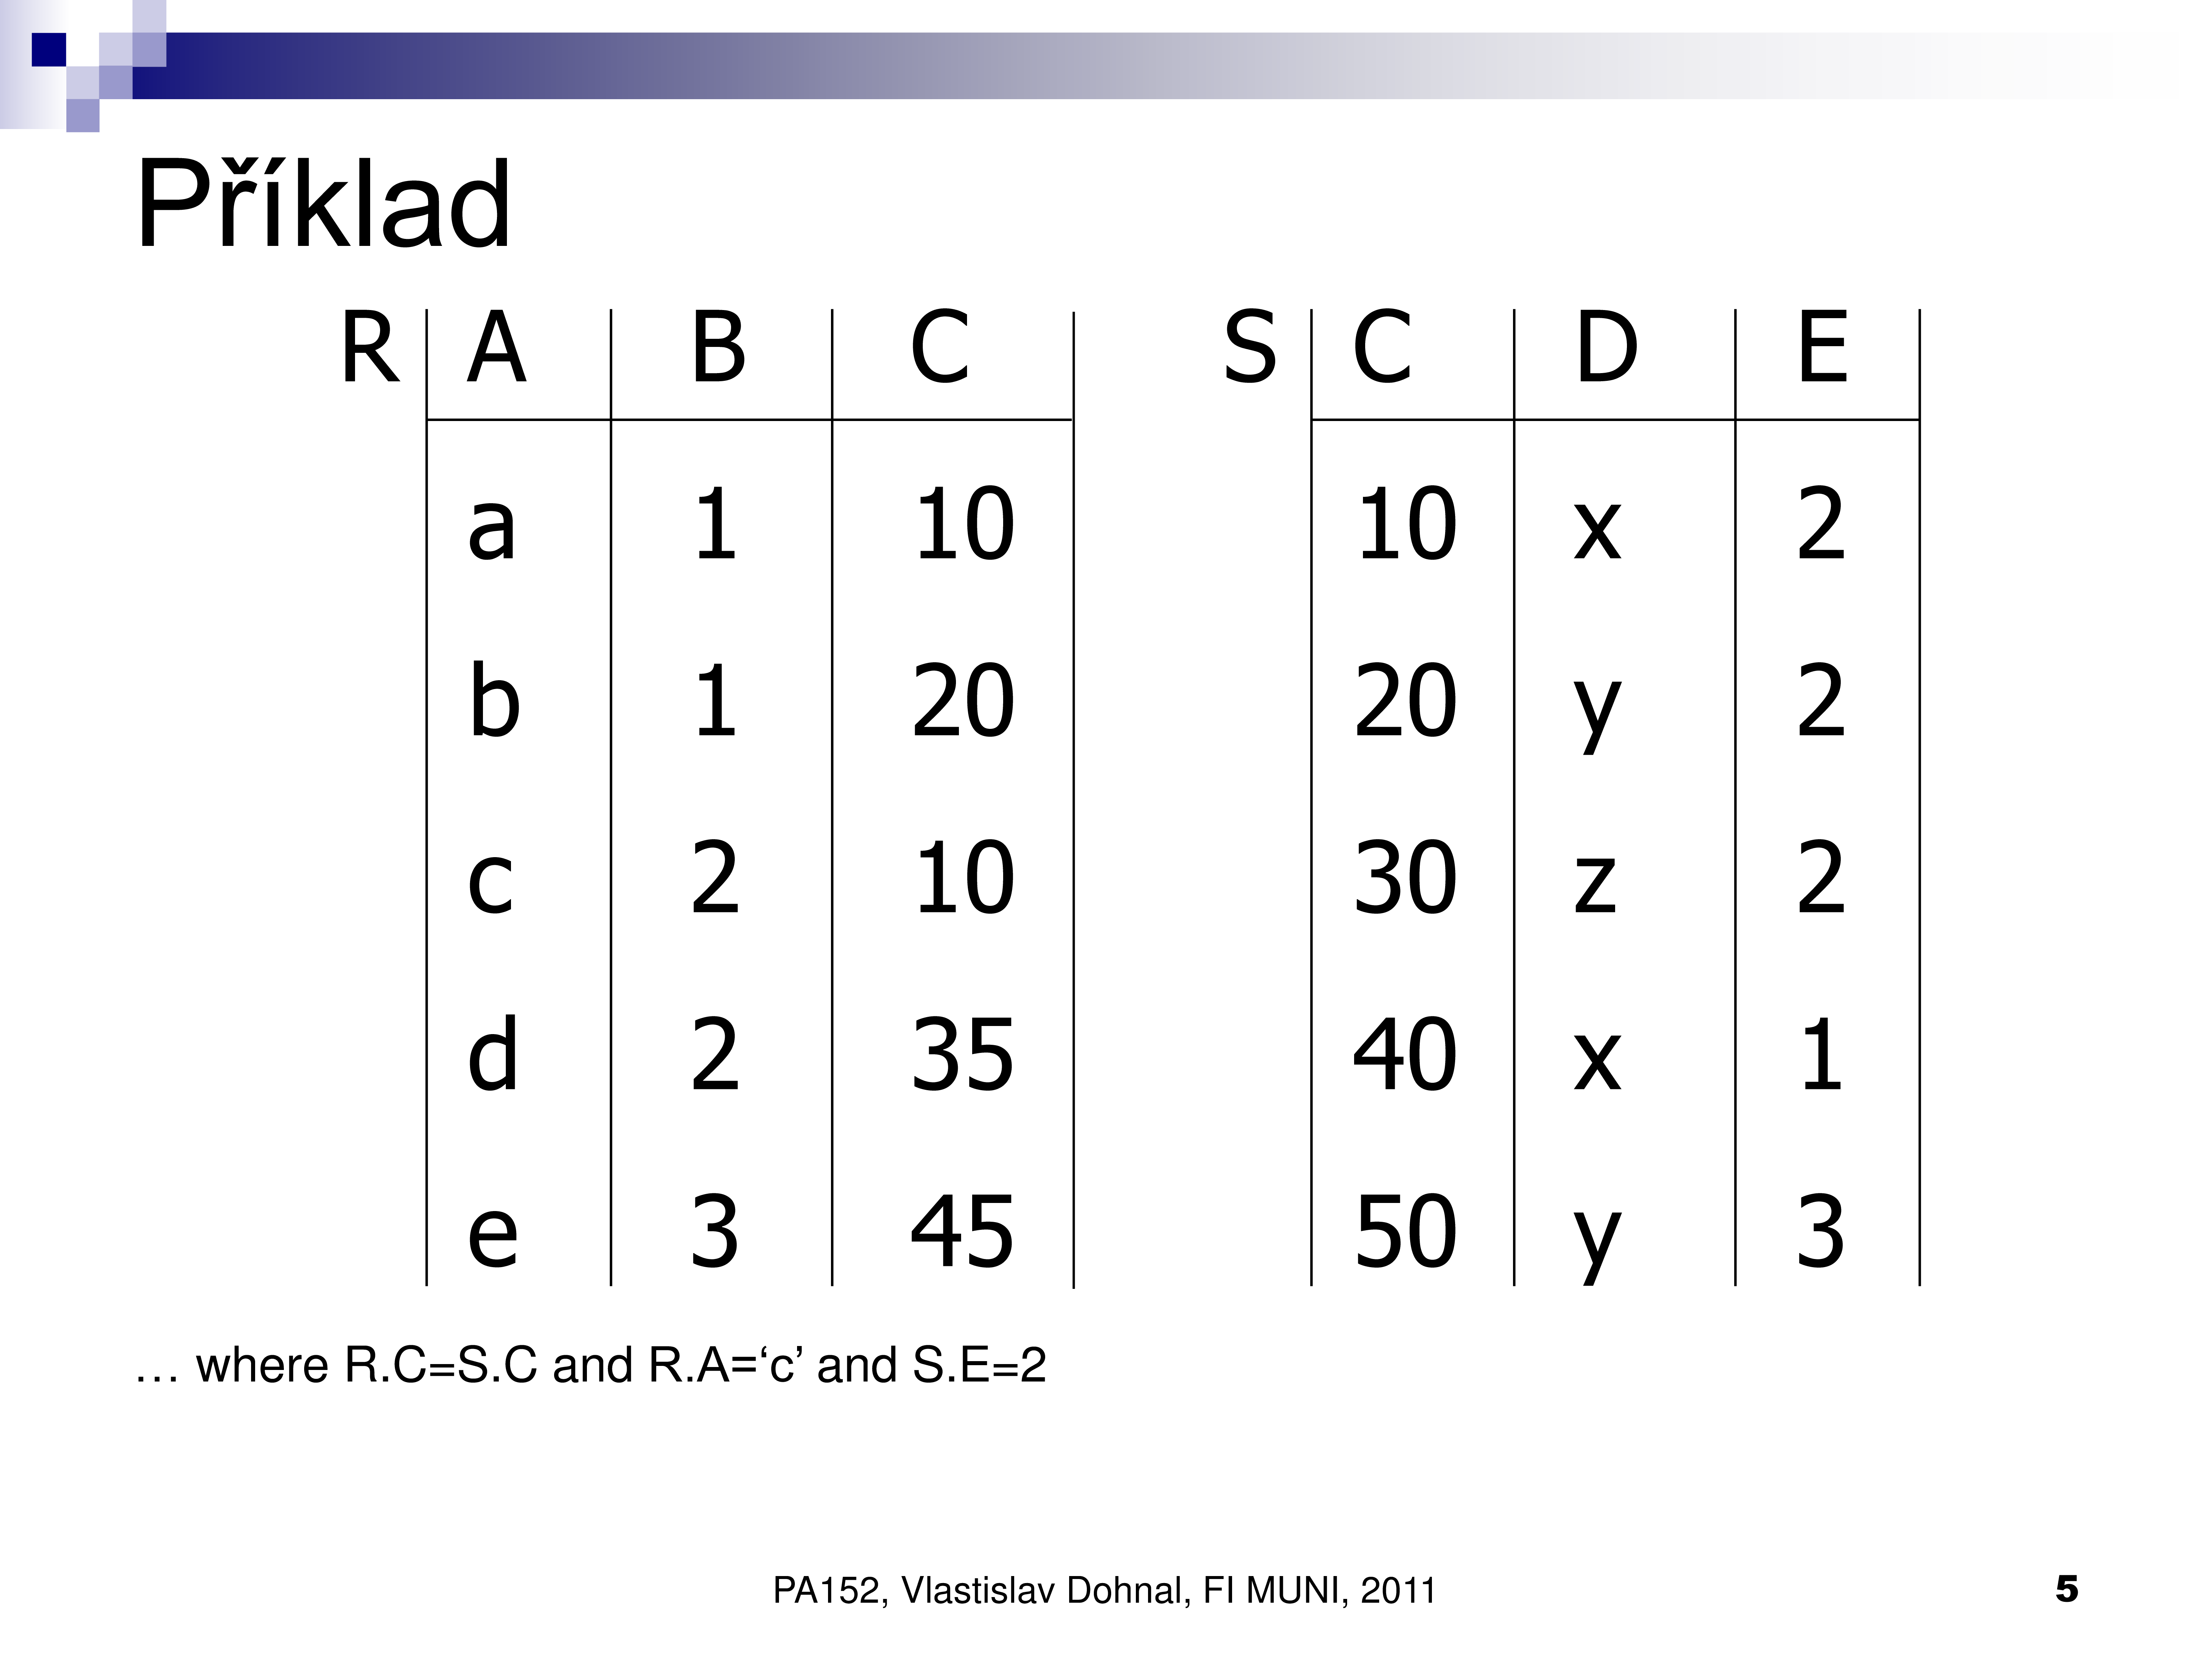 Příklad
R A B C S C D E
a 1 10 10 x 2
b 1 20 20 y 2
c 2 10 30 z 2
d 2 35 40 x 1
e 3 45 50 y 3
… where R.C=S.C and R.A=‘c’ and S.E=2
PA152, Vlastislav Dohnal, FI MUNI, 2011 5